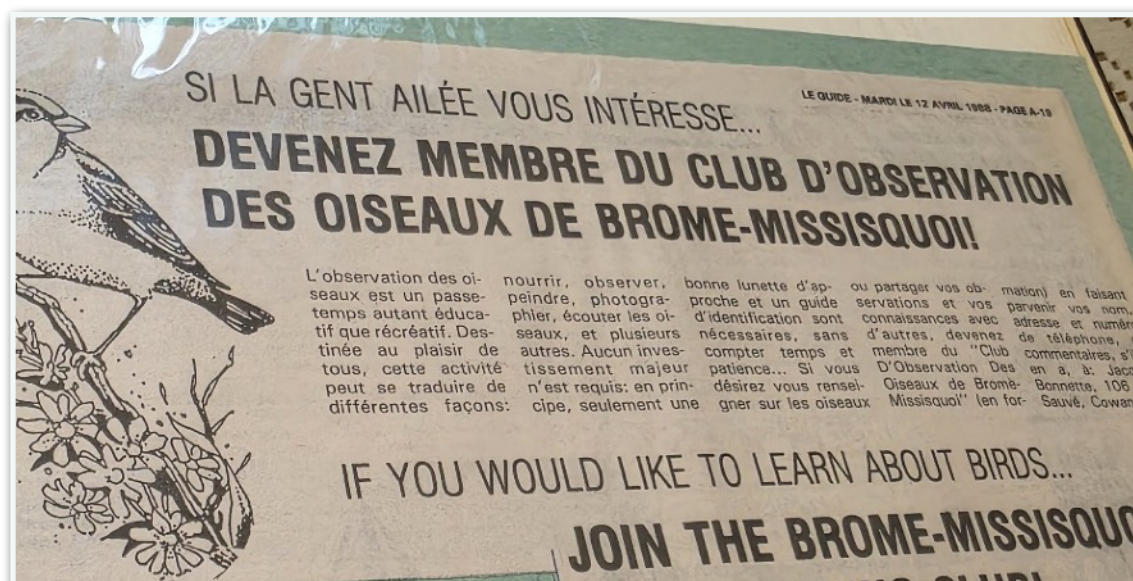 LE GUIDE - MARDI LE 12 AVRIL 1988 - PAGE A-19
SI LA GENT AILÉE VOUS INTÉRESSE...
DEVENEZ MEMBRE DU CLUB D'OBSERVATION
DES OISEAUX DE BROME-MISSISQUOI!
L'observation des oi-
seaux est un passe-
temps autant éduca-
tif que récréatif. Des-
tinée au plaisir de
tous, cette activité
peut se traduire de
différentes façons:
nourrir, observer,
peindre, photogra-
phier, écouter les oi-
seaux, et plusieurs
autres. Aucun inves-
tissement majeur
n'est requis: en prin-
cipe, seulement une
bonne lunette d'ap-
proche et un guide
d'identification sont
nécessaires, sans
compter temps et
patience... Si vous
désirez vous rensei-
gner sur les oiseaux
ou partager vos ob-
servations et vos
connaissances avec
d'autres, devenez
membre du "Club
D'Observation Des
Oiseaux de Brome-
Missisquoi" (en for-
mation) en faisant
parvenir vos nom,
adresse et numéro
de téléphone,
commentaires, s'i
en a, à:
Bonnette, 106
Sauvé,
IF YOU WOULD LIKE TO LEARN ABOUT BIRDS...
JOIN THE BROME-MISSISQUO